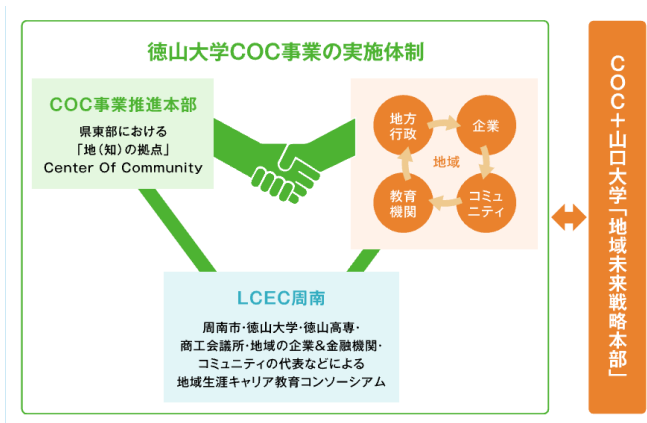 徳山大学COC事業の実施体制
COC事業推進本部
県東部における
「地(知)の拠点」
Center Of Community
地方
行政
企業
地域
教育
機関
コミュ
ニティ
LCEC周南
周南市・徳山大学・徳山高専・
商工会議所・地域の企業&金融機関・
コミュニティの代表などによる
地域生涯キャリア教育コンソーシアム
COC+山口大学「地域未来戦略本部」